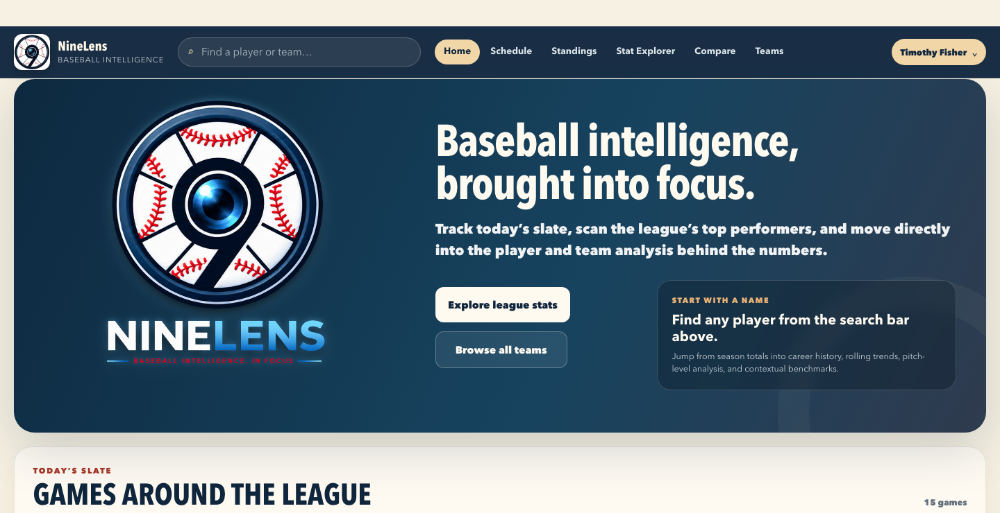 NineLens
BASEBALL INTELLIGENCE
Find a player or team...
Home
Schedule
Standings
Stat Explorer
Compare
Teams
Timothy Fisher
9
NINELENS
BASEBALL INTELLIGENCE, IN FOCUS
Baseball intelligence,
brought into focus.
Track today’s slate, scan the league’s top performers, and move directly
into the player and team analysis behind the numbers.
Explore league stats
Browse all teams
START WITH A NAME
Find any player from the search bar
above.
Jump from season totals into career history, rolling trends, pitch-
level analysis, and contextual benchmarks.
TODAY’S SLATE
GAMES AROUND THE LEAGUE
15 games